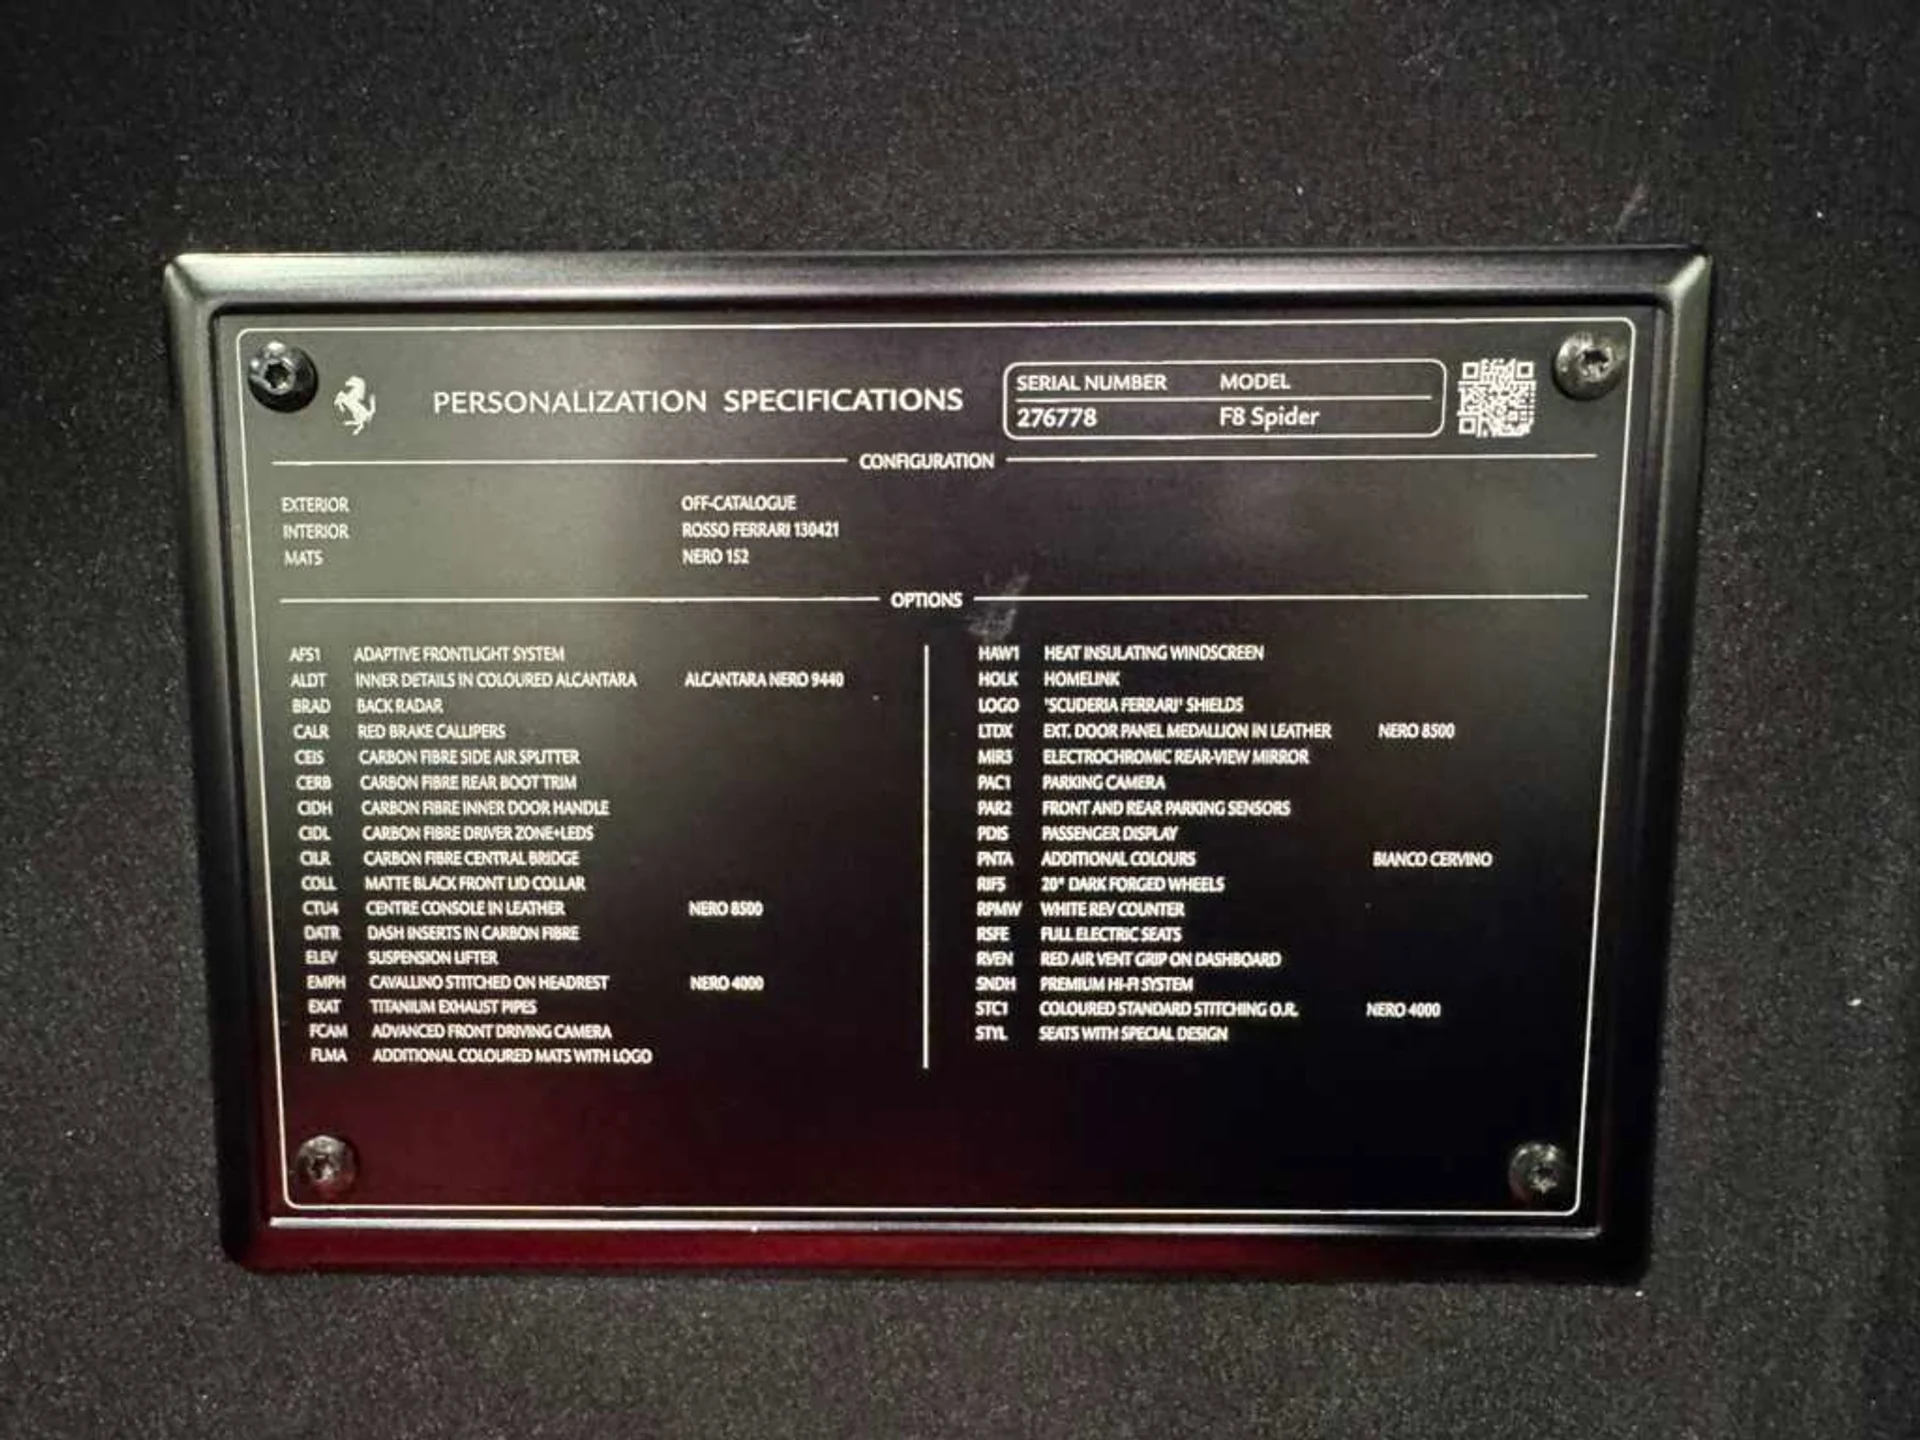 PERSONALIZATION SPECIFICATIONS
SERIAL NUMBER MODEL
276778 F8 Spider
CONFIGURATION
EXTERIOR OFF-CATALOGUE
INTERIOR ROSSO FERRARI 130421
MATS NERO 152
OPTIONS
AFS1 ADAPTIVE FRONTLIGHT SYSTEM
ALDT INNER DETAILS IN COLOURED ALCANTARA ALCANTARA NERO 9440
BRAD BACK RADAR
CALR RED BRAKE CALLIPERS
CEIS CARBON FIBRE SIDE AIR SPLITTER
CERB CARBON FIBRE REAR BOOT TRIM
CIDH CARBON FIBRE INNER DOOR HANDLE
CIDL CARBON FIBRE DRIVER ZONE+LEDS
CILR CARBON FIBRE CENTRAL BRIDGE
COLL MATTE BLACK FRONT LID COLLAR
CTU4 CENTRE CONSOLE IN LEATHER NERO 8500
DATR DASH INSERTS IN CARBON FIBRE
ELEV SUSPENSION LIFTER
EMPH CAVALLINO STITCHED ON HEADREST NERO 4000
EXAT TITANIUM EXHAUST PIPES
FCAM ADVANCED FRONT DRIVING CAMERA
FLMA ADDITIONAL COLOURED MATS WITH LOGO
HAW1 HEAT INSULATING WINDSCREEN
HOLK HOMELINK
LOGO 'SCUDERIA FERRARI' SHIELDS
LTDX EXT. DOOR PANEL MEDALLION IN LEATHER NERO 8500
MIR3 ELECTROCHROMIC REAR-VIEW MIRROR
PAC1 PARKING CAMERA
PAR2 FRONT AND REAR PARKING SENSORS
PDIS PASSENGER DISPLAY
PNTA ADDITIONAL COLOURS BIANCO CERVINO
RIF5 20" DARK FORGED WHEELS
RPMW WHITE REV COUNTER
RSFE FULL ELECTRIC SEATS
RVEN RED AIR VENT GRIP ON DASHBOARD
SNDH PREMIUM HI-FI SYSTEM
STC1 COLOURED STANDARD STITCHING O.R. NERO 4000
STYL SEATS WITH SPECIAL DESIGN